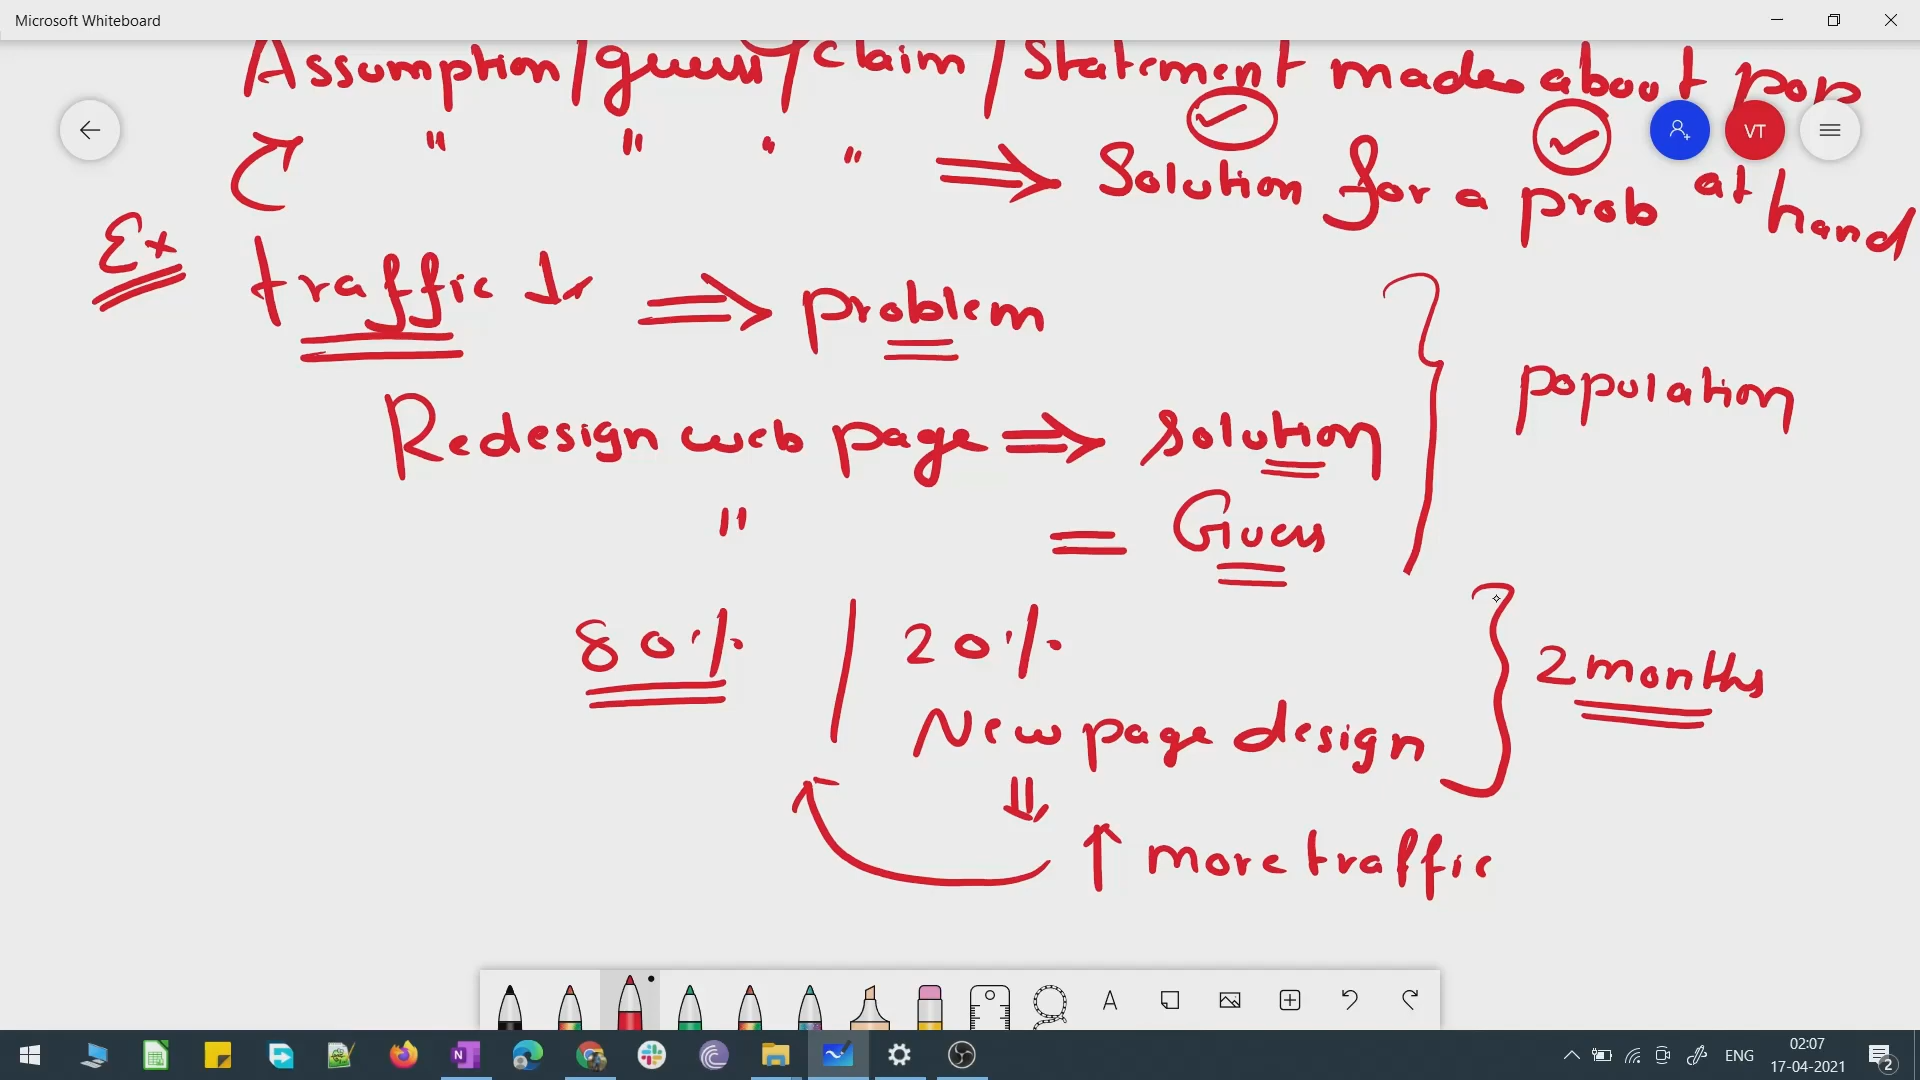 Microsoft Whiteboard
Assumption/guess/claim/statement made about pop
" " " " ⇒ Solution for a prob at hand
Ex
traffic ↓ ⇒ problem
Redesign web page ⇒ solution
" = Guess
population
80% | 20%
New page design
2 months
⇓
↑ more traffic
VT
A
ENG
02:07
17-04-2021
2